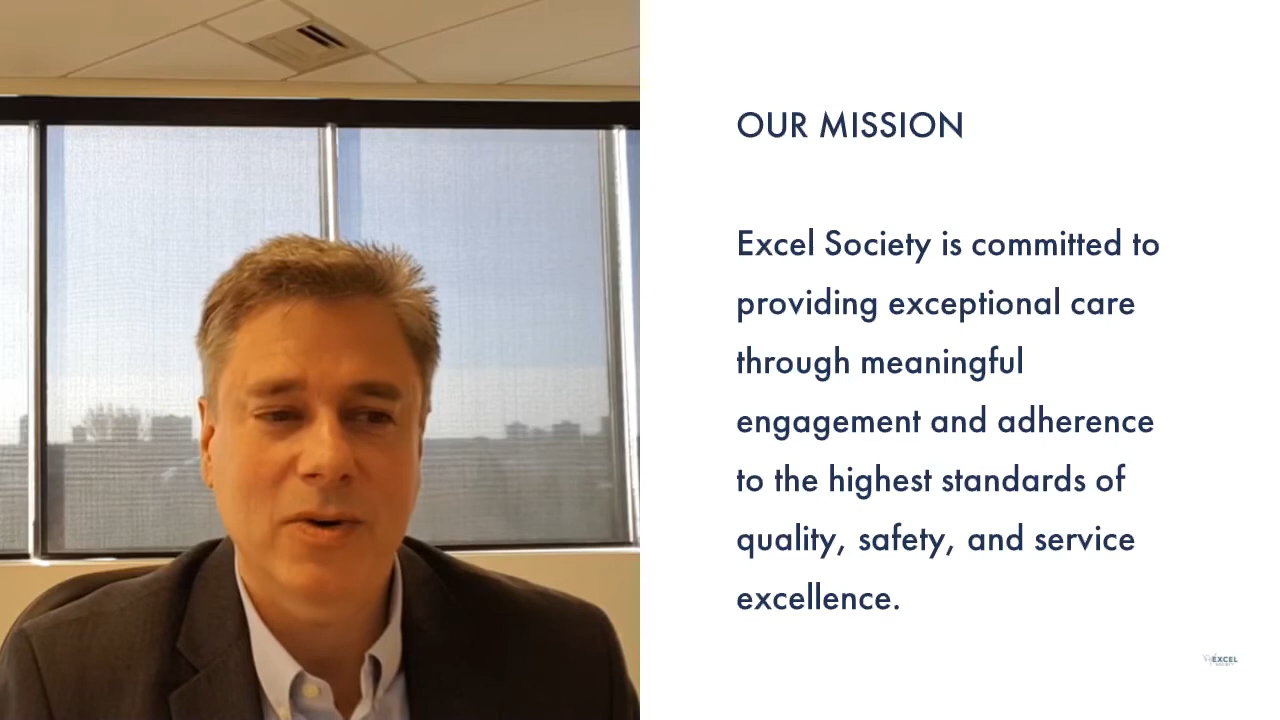 OUR MISSION
Excel Society is committed to
providing exceptional care
through meaningful
engagement and adherence
to the highest standards of
quality, safety, and service
excellence.
EXCEL
SOCIETY